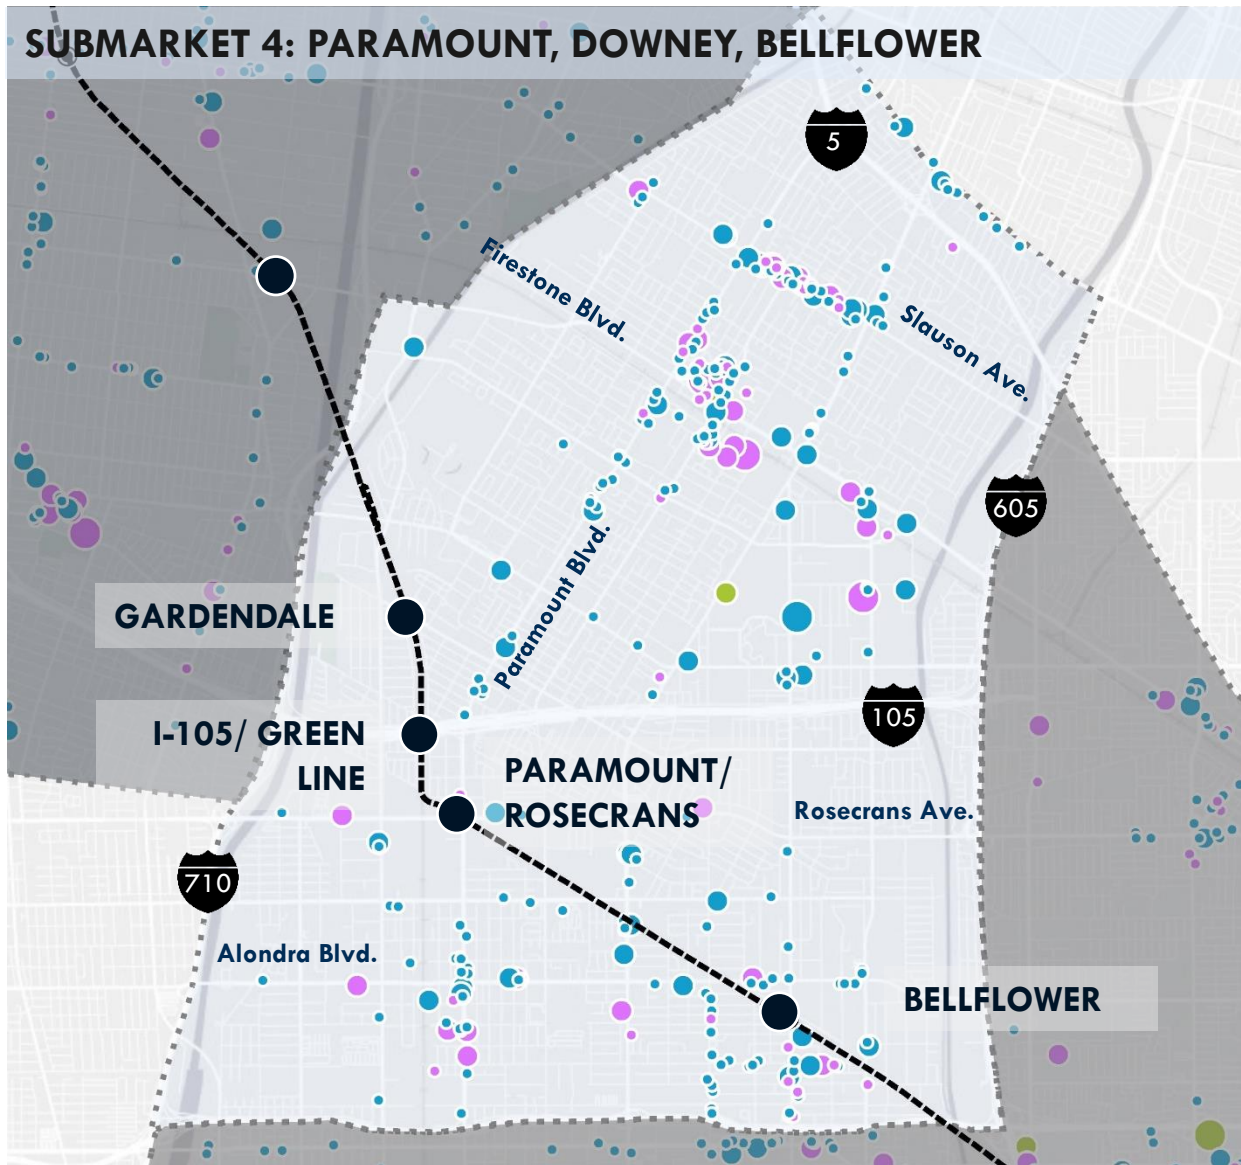 SUBMARKET 4: PARAMOUNT, DOWNEY, BELLFLOWER
5
Firestone Blvd.
Slauson Ave.
605
Paramount Blvd.
GARDENDALE
105
I-105/ GREEN
LINE
PARAMOUNT/
ROSECRANS
Rosecrans Ave.
710
Alondra Blvd.
BELLFLOWER